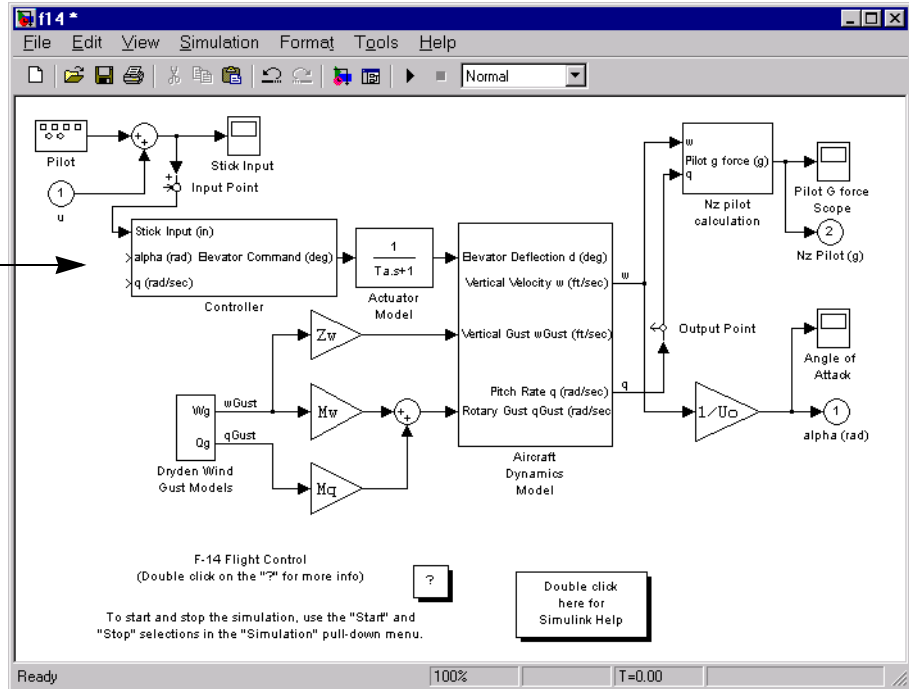 f14 *
File Edit View Simulation Format Tools Help
Normal
Pilot
Stick Input
Input Point
1
u
Stick Input (in)
alpha (rad) Elevator Command (deg)
q (rad/sec)
Controller
1
Ta.s+1
Actuator
Model
Elevator Deflection d (deg)
Vertical Velocity w (ft/sec)
Vertical Gust wGust (ft/sec)
Pitch Rate q (rad/sec)
Rotary Gust qGust (rad/sec
Aircraft
Dynamics
Model
w
q
w
Pilot g force (g)
q
Nz pilot
calculation
Pilot G force
Scope
2
Nz Pilot (g)
Output Point
Angle of
Attack
1/Uo
1
alpha (rad)
Zw
Mw
Mq
Wg
Qg
wGust
qGust
Dryden Wind
Gust Models
F-14 Flight Control
(Double click on the "?" for more info)
?
To start and stop the simulation, use the "Start" and
"Stop" selections in the "Simulation" pull-down menu.
Double click
here for
Simulink Help
Ready
100%
T=0.00